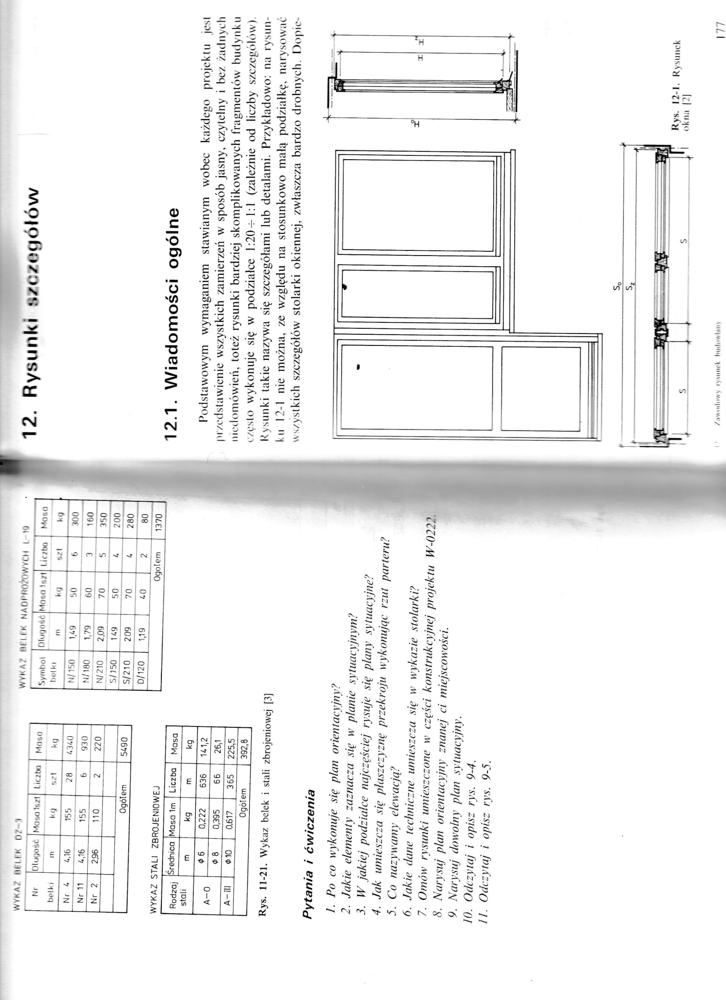 WYKAZ BELEK DZ-3
Nr belki Długość m Masa 1szt kg Liczba szt Masa kg
Nr 4 4,16 155 28 4340
Nr 11 4,16 155 6 930
Nr 2 2,96 110 2 220
Ogółem 5490
WYKAZ BELEK NADPROŻOWYCH L-19
Symbol belki Długość m Masa 1szt kg Liczba szt Masa kg
N/150 1,49 50 6 300
N/180 1,79 60 3 160
N/210 2,09 70 5 350
S/150 149 50 4 200
S/210 209 70 4 280
D/120 1,19 40 2 80
Ogółem 1370
WYKAZ STALI ZBROJENIOWEJ
Rodzaj stali Średnica m Masa 1m kg Liczba m Masa kg
A-O ϕ6 0,222 636 141,2
ϕ8 0,395 66 26,1
A-III ϕ10 0,617 365 225,5
Ogółem 392,8
Rys. 11-21. Wykaz belek i stali zbrojeniowej [3]
Pytania i ćwiczenia
1. Po co wykonuje się plan orientacyjny?
2. Jakie elementy zaznacza się w planie sytuacyjnym?
3. W jakiej podziałce najczęściej rysuje się plany sytuacyjne?
4. Jak umieszcza się płaszczyznę przekroju wykonując rzut parteru?
5. Co nazywamy elewacją?
6. Jakie dane techniczne umieszcza się w wykazie stolarki?
7. Omów rysunki umieszczone w części konstrukcyjnej projektu W-0222.
8. Narysuj plan orientacyjny znanej ci miejscowości.
9. Narysuj dowolny plan sytuacyjny.
10. Odczytaj i opisz rys. 9-4.
11. Odczytaj i opisz rys. 9-5.
12. Rysunki szczegółów
12.1. Wiadomości ogólne
Podstawowym wymaganiem stawianym wobec każdego projektu jest
przedstawienie wszystkich zamierzeń w sposób jasny, czytelny i bez żadnych
niedomówień, toteż rysunki bardziej skomplikowanych fragmentów budynku
często wykonuje się w podziałce 1:20÷1:1 (zależnie od liczby szczegółów).
Rysunki takie nazywa się szczegółami lub detalami. Przykładowo: na rysun-
ku 12-1 nie można, ze względu na stosunkowo małą podziałkę, narysować
wszystkich szczegółów stolarki okiennej, zwłaszcza bardzo drobnych. Dopie-
Ho
H
Hz
So
Sz
S
S
Rys. 12-1. Rysunek
okna [2]
Zawodowy rysunek budowlany
177